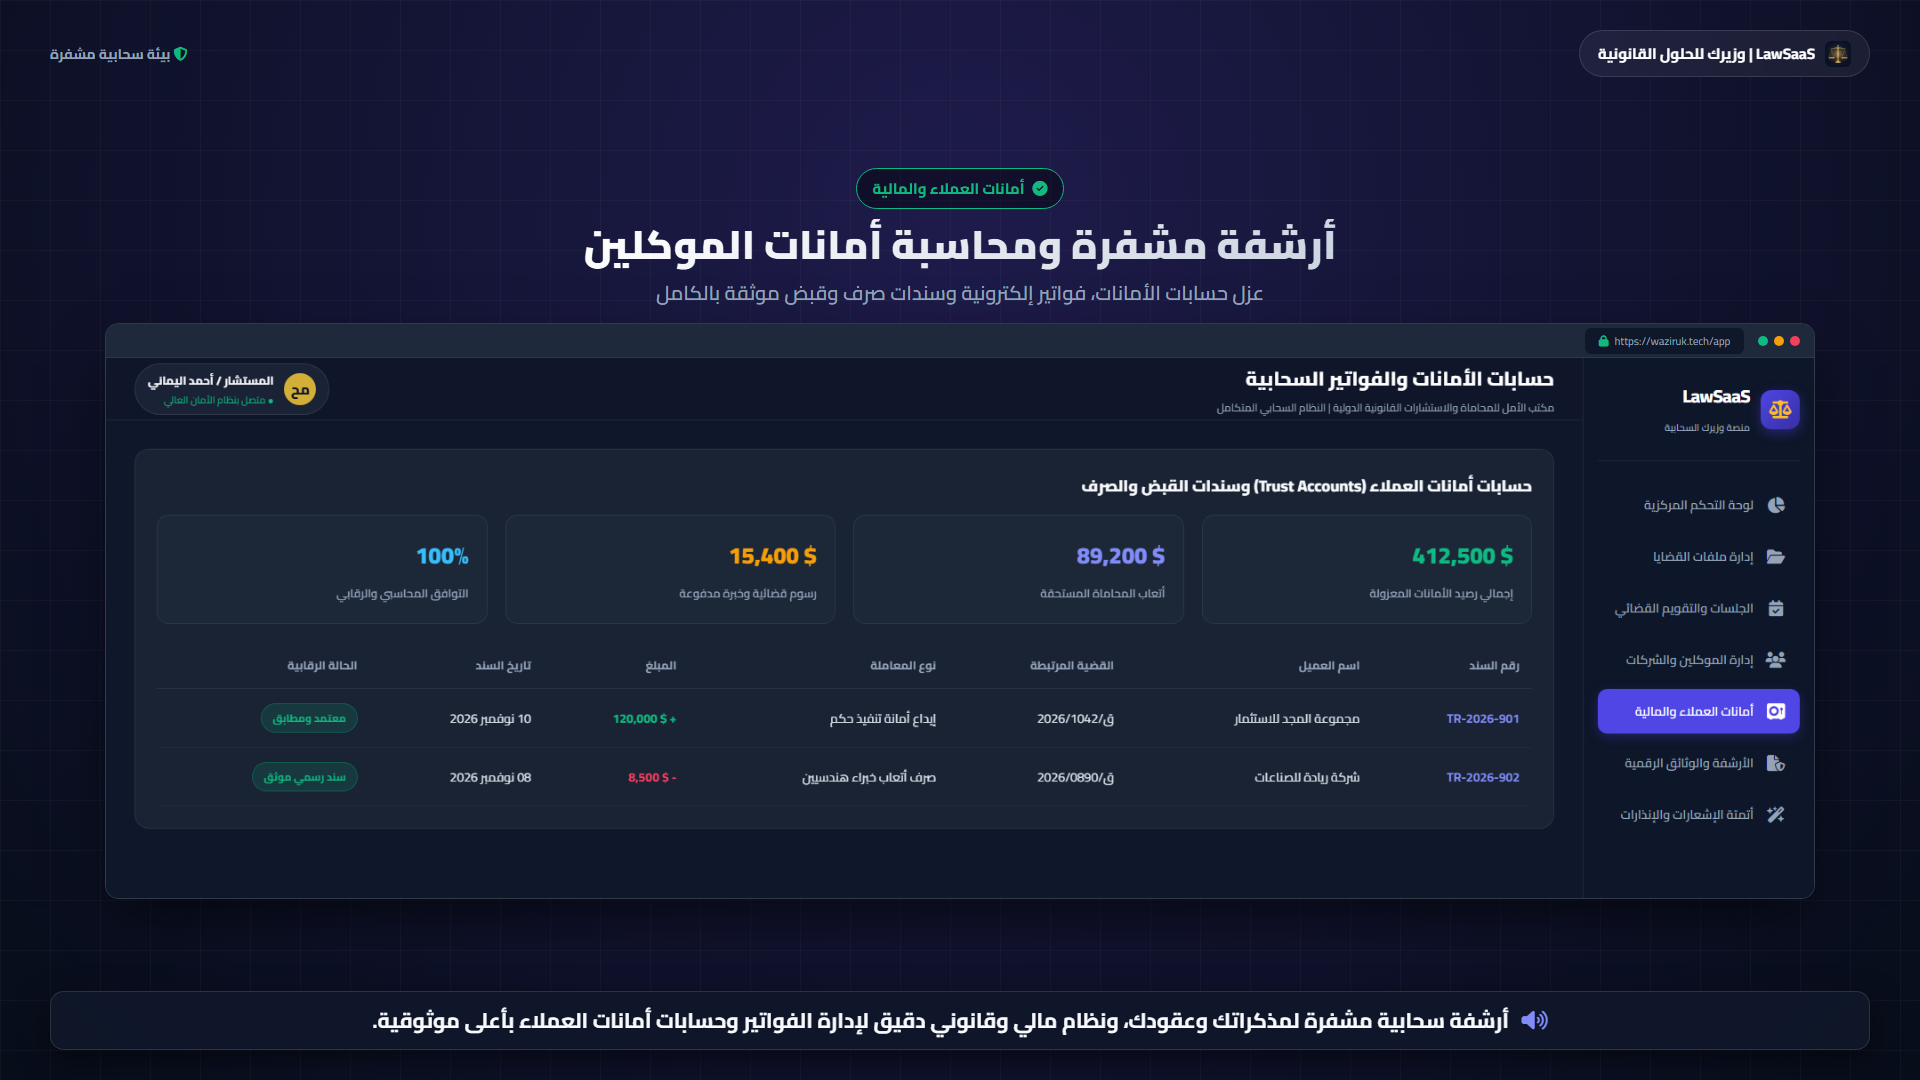 LawSaaS | وزيرك للحلول القانونية
بيئة سحابية مشفرة
أمانات العملاء والمالية
أرشفة مشفرة ومحاسبة أمانات الموكلين
عزل حسابات الأمانات، فواتير إلكترونية وسندات صرف وقبض موثقة بالكامل
https://waziruk.tech/app
LawSaaS
منصة وزيرك السحابية
لوحة التحكم المركزية
إدارة ملفات القضايا
الجلسات والتقويم القضائي
إدارة الموكلين والشركات
أمانات العملاء والمالية
الأرشفة والوثائق الرقمية
أتمتة الإشعارات والإنذارات
حسابات الأمانات والفواتير السحابية
مكتب الأمل للمحاماة والاستشارات القانونية الدولية | النظام السحابي المتكامل
مح
المستشار / أحمد اليماني
● متصل بنظام الأمان العالي
حسابات أمانات العملاء (Trust Accounts) وسندات القبض والصرف
412,500 $
إجمالي رصيد الأمانات المعزولة
89,200 $
أتعاب المحاماة المستحقة
15,400 $
رسوم قضائية وخبرة مدفوعة
100%
التوافق المحاسبي والرقابي
رقم السند اسم العميل القضية المرتبطة نوع المعاملة المبلغ تاريخ السند الحالة الرقابية
TR-2026-901 مجموعة المجد للاستثمار ق/1042/2026 إيداع أمانة تنفيذ حكم + 120,000 $ 10 نوفمبر 2026 معتمد ومطابق
TR-2026-902 شركة ريادة للصناعات ق/0890/2026 صرف أتعاب خبراء هندسيين - 8,500 $ 08 نوفمبر 2026 سند رسمي موثق
أرشفة سحابية مشفرة لمذكراتك وعقودك، ونظام مالي وقانوني دقيق لإدارة الفواتير وحسابات أمانات العملاء بأعلى موثوقية.